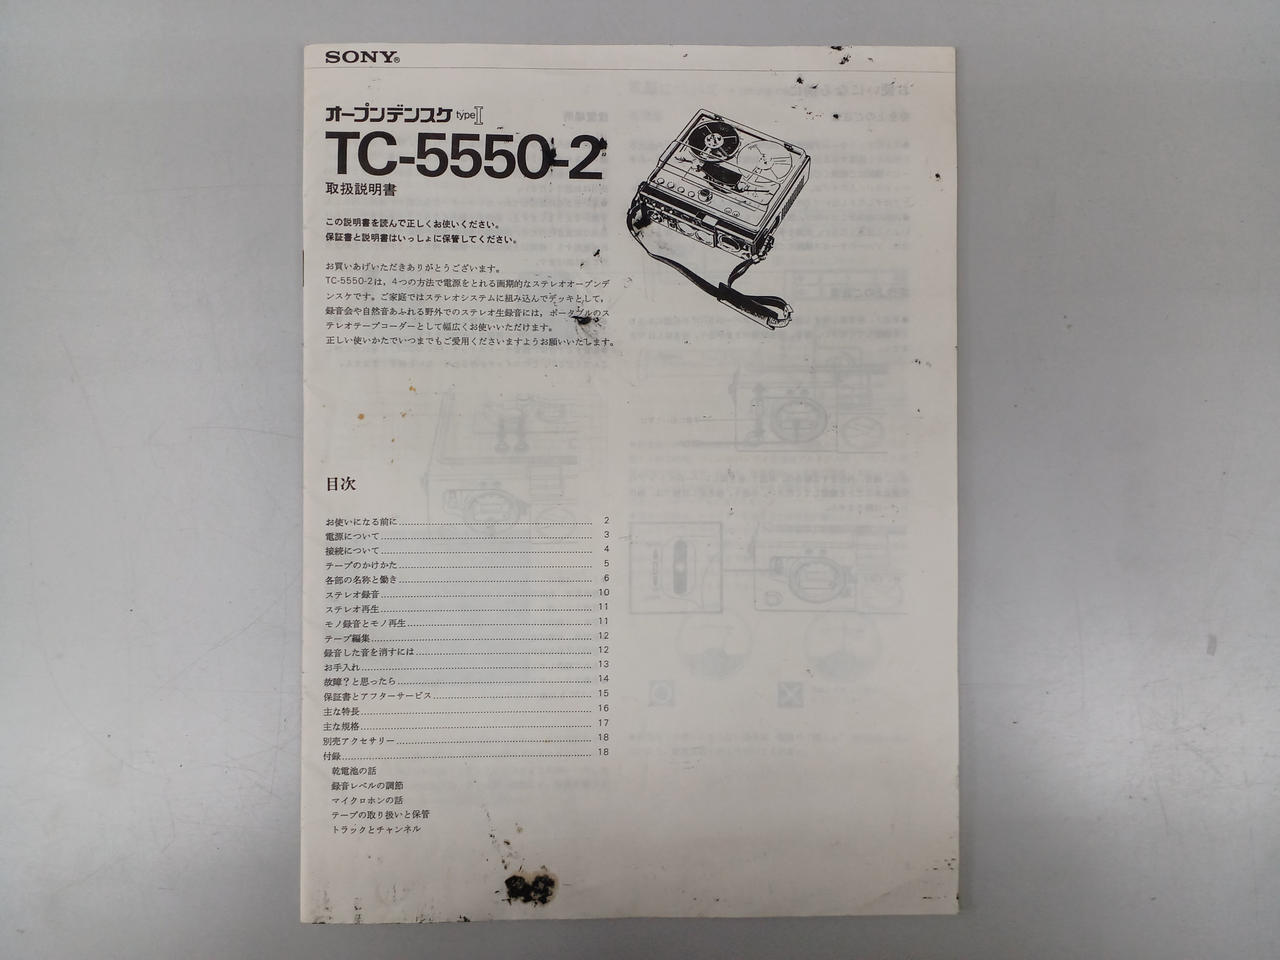 SONY®
オープンデンスケ typeⅡ
TC-5550-2
取扱説明書
この説明書を読んで正しくお使いください。
保証書と説明書はいっしょに保管してください。
お買いあげいただきありがとうございます。
TC-5550-2は，4つの方法で電源をとれる画期的なステレオオープンデ
ンスケです。ご家庭ではステレオシステムに組み込んでデッキとして，
録音会や自然音あふれる野外でのステレオ生録音には，ポータブルのス
テレオテープコーダーとして幅広くお使いいただけます。
正しい使いかたでいつまでもご愛用くださいますようお願いいたします。
目次
お使いになる前に 2
電源について 3
接続について 4
テープのかけかた 5
各部の名称と働き 6
ステレオ録音 10
ステレオ再生 11
モノ録音とモノ再生 11
テープ編集 12
録音した音を消すには 12
お手入れ 13
故障？と思ったら 14
保証書とアフターサービス 15
主な特長 16
主な規格 17
別売アクセサリー 18
付録 18
乾電池の話
録音レベルの調節
マイクロホンの話
テープの取り扱いと保管
トラックとチャンネル